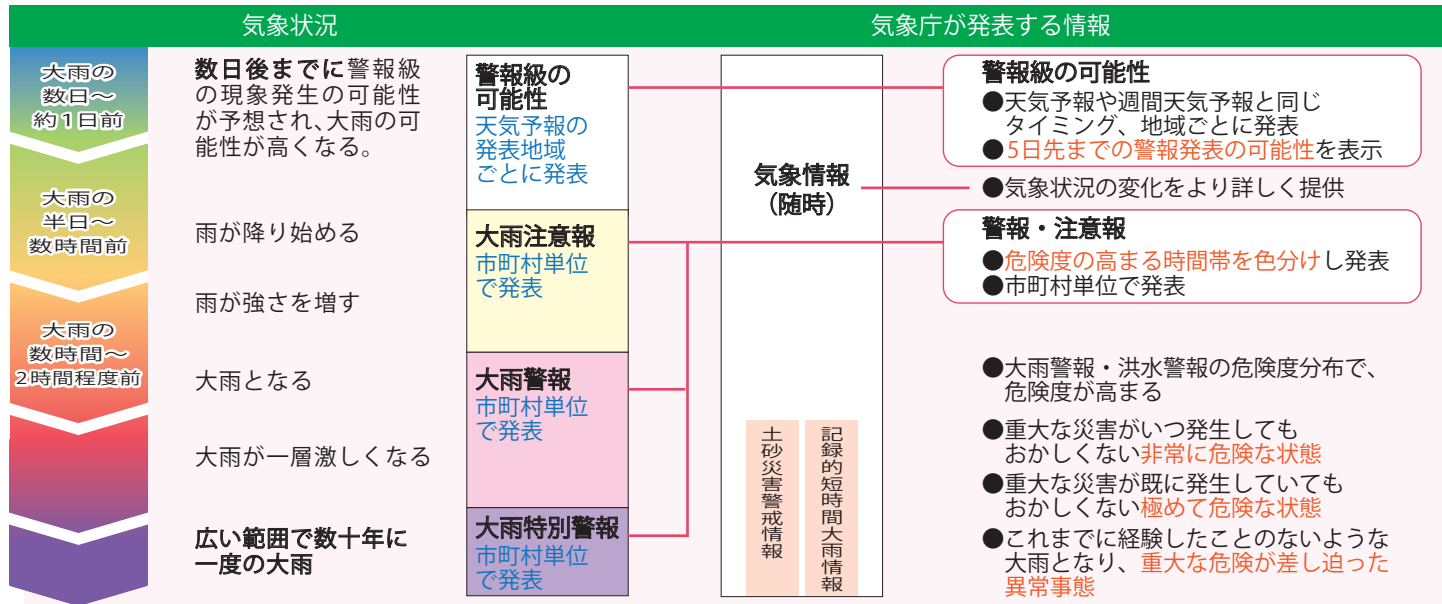 気象状況
気象庁が発表する情報
大雨の
数日～
約１日前
大雨の
半日～
数時間前
大雨の
数時間～
2時間程度前
数日後までに警報級
の現象発生の可能性
が予想され、大雨の可
能性が高くなる。
雨が降り始める
雨が強さを増す
大雨となる
大雨が一層激しくなる
広い範囲で数十年に
一度の大雨
警報級の
可能性
天気予報の
発表地域
ごとに発表
大雨注意報
市町村単位
で発表
大雨警報
市町村単位
で発表
大雨特別警報
市町村単位
で発表
気象情報
（随時）
土砂災害警戒情報
記録的短時間大雨情報
警報級の可能性
●天気予報や週間天気予報と同じ
タイミング、地域ごとに発表
●5日先までの警報発表の可能性を表示
●気象状況の変化をより詳しく提供
警報・注意報
●危険度の高まる時間帯を色分けし発表
●市町村単位で発表
●大雨警報・洪水警報の危険度分布で、
危険度が高まる
●重大な災害がいつ発生しても
おかしくない非常に危険な状態
●重大な災害が既に発生していても
おかしくない極めて危険な状態
●これまでに経験したことのないような
大雨となり、重大な危険が差し迫った
異常事態